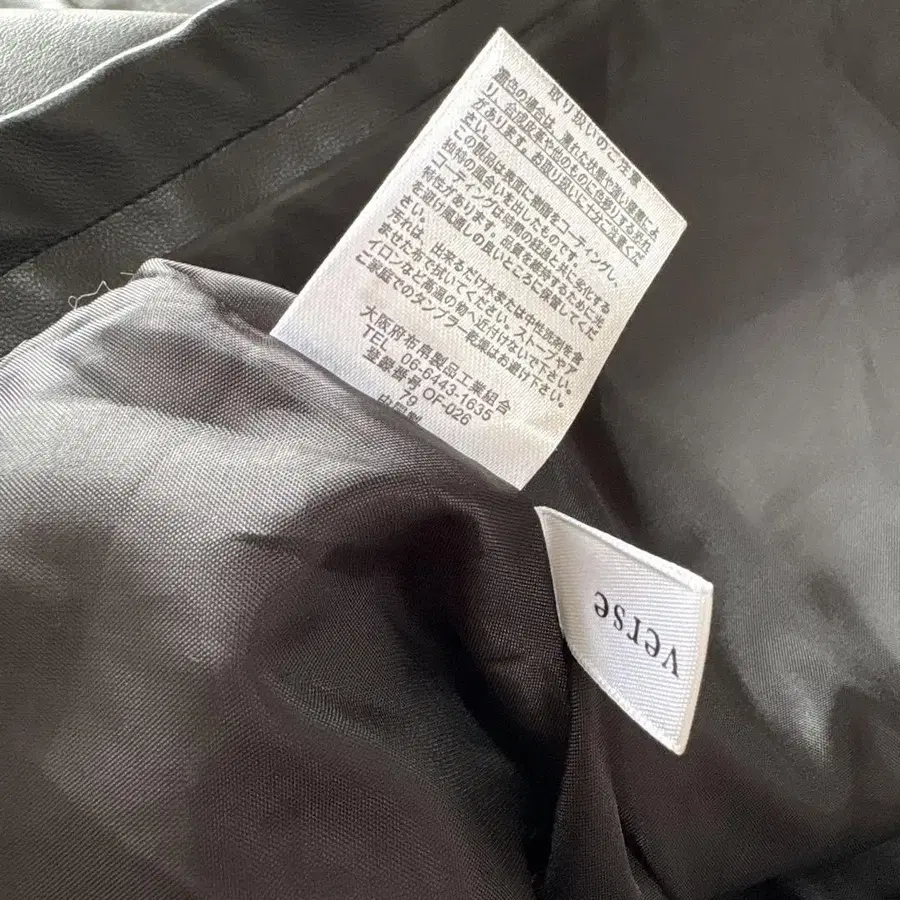 取り扱いのご注意
濃色の場合は、濡れた状態や強い摩擦によ
り、合成皮革や他のものに色移りする恐れ
があります。お取り扱いにはご注意くだ
さい。
この製品は表面に樹脂をコーティングし、
独特の風合いを出したものです。
コーティングは時間の経過と共に劣化する
特性があります。品質を維持するために
を避け風通しの良いところに保管してくだ
汚れは、出来るだけ水または中性洗剤を含
ませた布で拭いてください。ストーブやア
イロンなど高温の物へ近付けないで下さい。
ご家庭でのタンブラー乾燥はお避け下さい。
大阪府布帛製品工業組合
TEL 06-6443-1635
登録番号 OF-026
79
中国製
verse